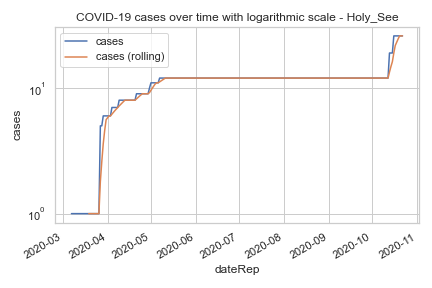 COVID-19 cases over time with logarithmic scale - Holy_See
cases
cases (rolling)
cases
10¹
10⁰
2020-03
2020-04
2020-05
2020-06
2020-07
2020-08
2020-09
2020-10
2020-11
dateRep